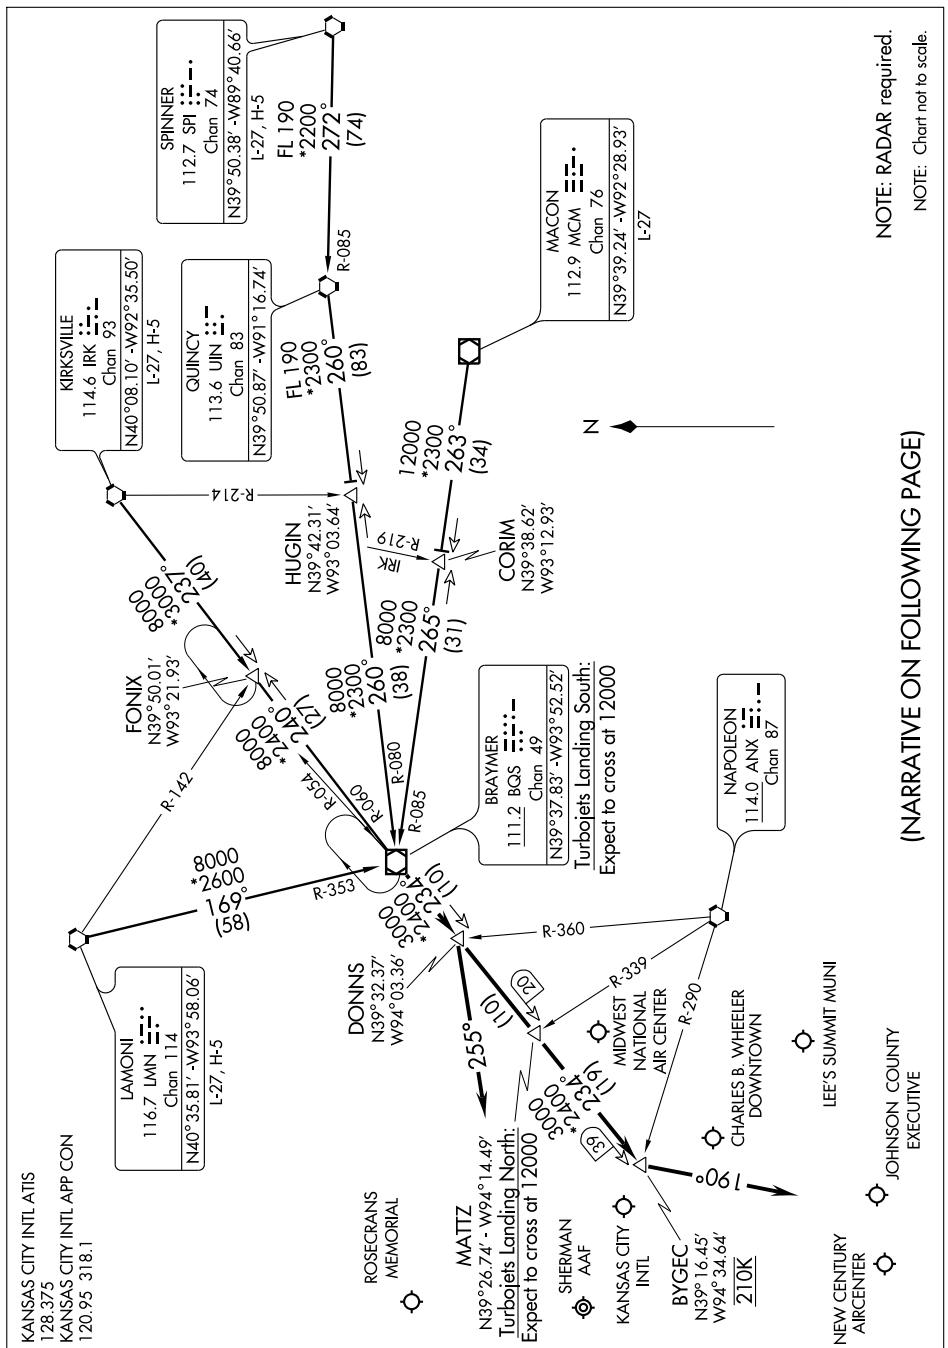 KANSAS CITY INTL ATIS
128.375
KANSAS CITY INTL APP CON
120.95 318.1
LAMONI
116.7 LMN
Chan 114
N40°35.81' -W93°58.06'
L-27, H-5
KIRKSVILLE
114.6 IRK
Chan 93
N40°08.10' -W92°35.50'
L-27, H-5
SPINNER
112.7 SPI
Chan 74
N39°50.38' -W89°40.66'
L-27, H-5
QUINCY
113.6 UIN
Chan 83
N39°50.87' -W91°16.74'
FL 190
*2200
272°
(74)
R-085
FL 190
*2300
260°
(83)
8000
*3000
237°
(40)
R-214
FONIX
N39°50.01'
W93°21.93'
HUGIN
N39°42.31'
W93°03.64'
R-142
8000
*2600
169°
(58)
R-353
8000
*2400
240°
(27)
R-054
R-060
8000
*2300
260°
(38)
R-080
IRK
R-219
8000
*2300
265°
(31)
R-085
12000
*2300
263°
(34)
MACON
112.9 MCM
Chan 76
N39°39.24' -W92°28.93'
L-27
CORIM
N39°38.62'
W93°12.93'
N
BRAYMER
111.2 BQS
Chan 49
N39°37.83' -W93°52.52'
Turbojets Landing South:
Expect to cross at 12000
3000
*2400
234°
(10)
DONNS
N39°32.37'
W94°03.36'
R-360
255°
(10)
20
R-339
NAPOLEON
114.0 ANX
Chan 87
R-290
MATTZ
N39°26.74' - W94°14.49'
Turbojets Landing North:
Expect to cross at 12000
3000
*2400
234°
(19)
39
BYGEC
N39°16.45'
W94°34.64'
210K
190°
ROSECRANS
MEMORIAL
SHERMAN
AAF
KANSAS CITY
INTL
MIDWEST
NATIONAL
AIR CENTER
CHARLES B. WHEELER
DOWNTOWN
LEE'S SUMMIT MUNI
JOHNSON COUNTY
EXECUTIVE
NEW CENTURY
AIRCENTER
NOTE: RADAR required.
NOTE: Chart not to scale.
(NARRATIVE ON FOLLOWING PAGE)